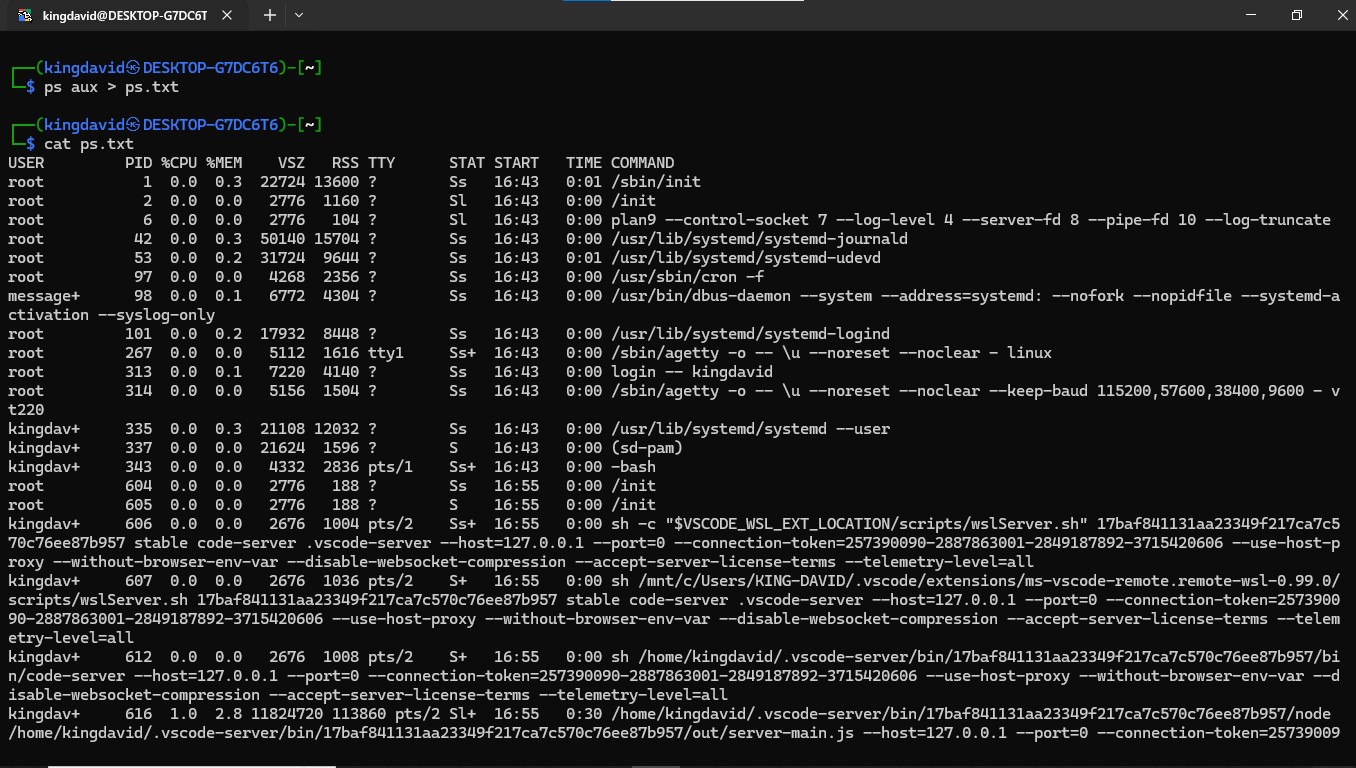 kingdavid@DESKTOP-G7DC6T
(kingdavid㉿DESKTOP-G7DC6T6)-[~]
$ ps aux > ps.txt
(kingdavid㉿DESKTOP-G7DC6T6)-[~]
$ cat ps.txt
USER         PID %CPU %MEM    VSZ   RSS TTY      STAT START   TIME COMMAND
root           1  0.0  0.3  22724 13600 ?        Ss   16:43   0:01 /sbin/init
root           2  0.0  0.0   2776  1160 ?        Sl   16:43   0:00 /init
root           6  0.0  0.0   2776   104 ?        Sl   16:43   0:00 plan9 --control-socket 7 --log-level 4 --server-fd 8 --pipe-fd 10 --log-truncate
root          42  0.0  0.3  50140 15704 ?        Ss   16:43   0:00 /usr/lib/systemd/systemd-journald
root          53  0.0  0.2  31724  9644 ?        Ss   16:43   0:01 /usr/lib/systemd/systemd-udevd
root          97  0.0  0.0   4268  2356 ?        Ss   16:43   0:00 /usr/sbin/cron -f
message+      98  0.0  0.1   6772  4304 ?        Ss   16:43   0:00 /usr/bin/dbus-daemon --system --address=systemd: --nofork --nopidfile --systemd-a
ctivation --syslog-only
root         101  0.0  0.2  17932  8448 ?        Ss   16:43   0:00 /usr/lib/systemd/systemd-logind
root         267  0.0  0.0   5112  1616 tty1     Ss+  16:43   0:00 /sbin/agetty -o -- \u --noreset --noclear - linux
root         313  0.0  0.1   7220  4140 ?        Ss   16:43   0:00 login -- kingdavid
root         314  0.0  0.0   5156  1504 ?        Ss   16:43   0:00 /sbin/agetty -o -- \u --noreset --noclear --keep-baud 115200,57600,38400,9600 - v
t220
kingdav+     335  0.0  0.3  21108 12032 ?        Ss   16:43   0:00 /usr/lib/systemd/systemd --user
kingdav+     337  0.0  0.0  21624  1596 ?        S    16:43   0:00 (sd-pam)
kingdav+     343  0.0  0.0   4332  2836 pts/1    Ss+  16:43   0:00 -bash
root         604  0.0  0.0   2776   188 ?        Ss   16:55   0:00 /init
root         605  0.0  0.0   2776   188 ?        S    16:55   0:00 /init
kingdav+     606  0.0  0.0   2676  1004 pts/2    Ss+  16:55   0:00 sh -c "$VSCODE_WSL_EXT_LOCATION/scripts/wslServer.sh" 17baf841131aa23349f217ca7c5
70c76ee87b957 stable code-server .vscode-server --host=127.0.0.1 --port=0 --connection-token=257390090-2887863001-2849187892-3715420606 --use-host-p
roxy --without-browser-env-var --disable-websocket-compression --accept-server-license-terms --telemetry-level=all
kingdav+     607  0.0  0.0   2676  1036 pts/2    S+   16:55   0:00 sh /mnt/c/Users/KING-DAVID/.vscode/extensions/ms-vscode-remote.remote-wsl-0.99.0/
scripts/wslServer.sh 17baf841131aa23349f217ca7c570c76ee87b957 stable code-server .vscode-server --host=127.0.0.1 --port=0 --connection-token=2573900
90-2887863001-2849187892-3715420606 --use-host-proxy --without-browser-env-var --disable-websocket-compression --accept-server-license-terms --telem
etry-level=all
kingdav+     612  0.0  0.0   2676  1008 pts/2    S+   16:55   0:00 sh /home/kingdavid/.vscode-server/bin/17baf841131aa23349f217ca7c570c76ee87b957/bi
n/code-server --host=127.0.0.1 --port=0 --connection-token=257390090-2887863001-2849187892-3715420606 --use-host-proxy --without-browser-env-var --d
isable-websocket-compression --accept-server-license-terms --telemetry-level=all
kingdav+     616  1.0  2.8 11824720 113860 pts/2 Sl+  16:55   0:30 /home/kingdavid/.vscode-server/bin/17baf841131aa23349f217ca7c570c76ee87b957/node
/home/kingdavid/.vscode-server/bin/17baf841131aa23349f217ca7c570c76ee87b957/out/server-main.js --host=127.0.0.1 --port=0 --connection-token=25739009